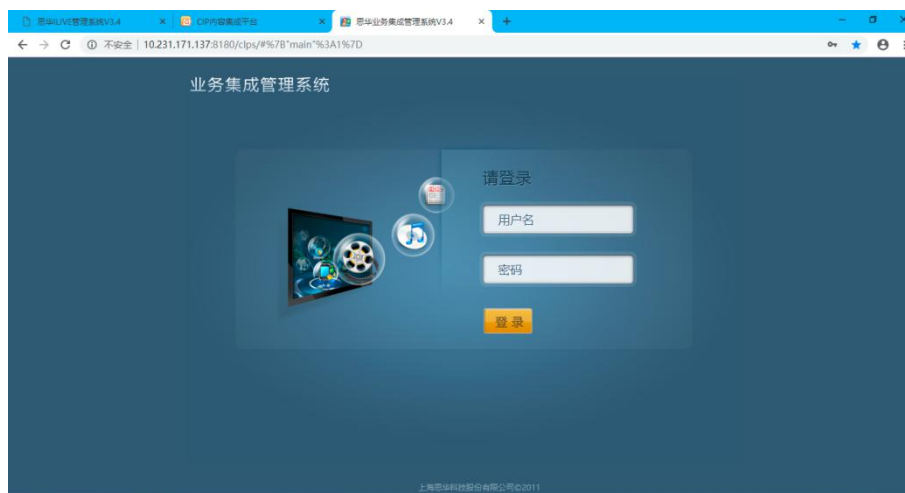 思华iLIVE管理系统V3.4
CIP内容集成平台
思华业务集成管理系统V3.4
不安全 | 10.231.171.137:8180/clps/#%7B"main"%3A1%7D
业务集成管理系统
请登录
用户名
密码
登 录
上海思华科技股份有限公司©2011